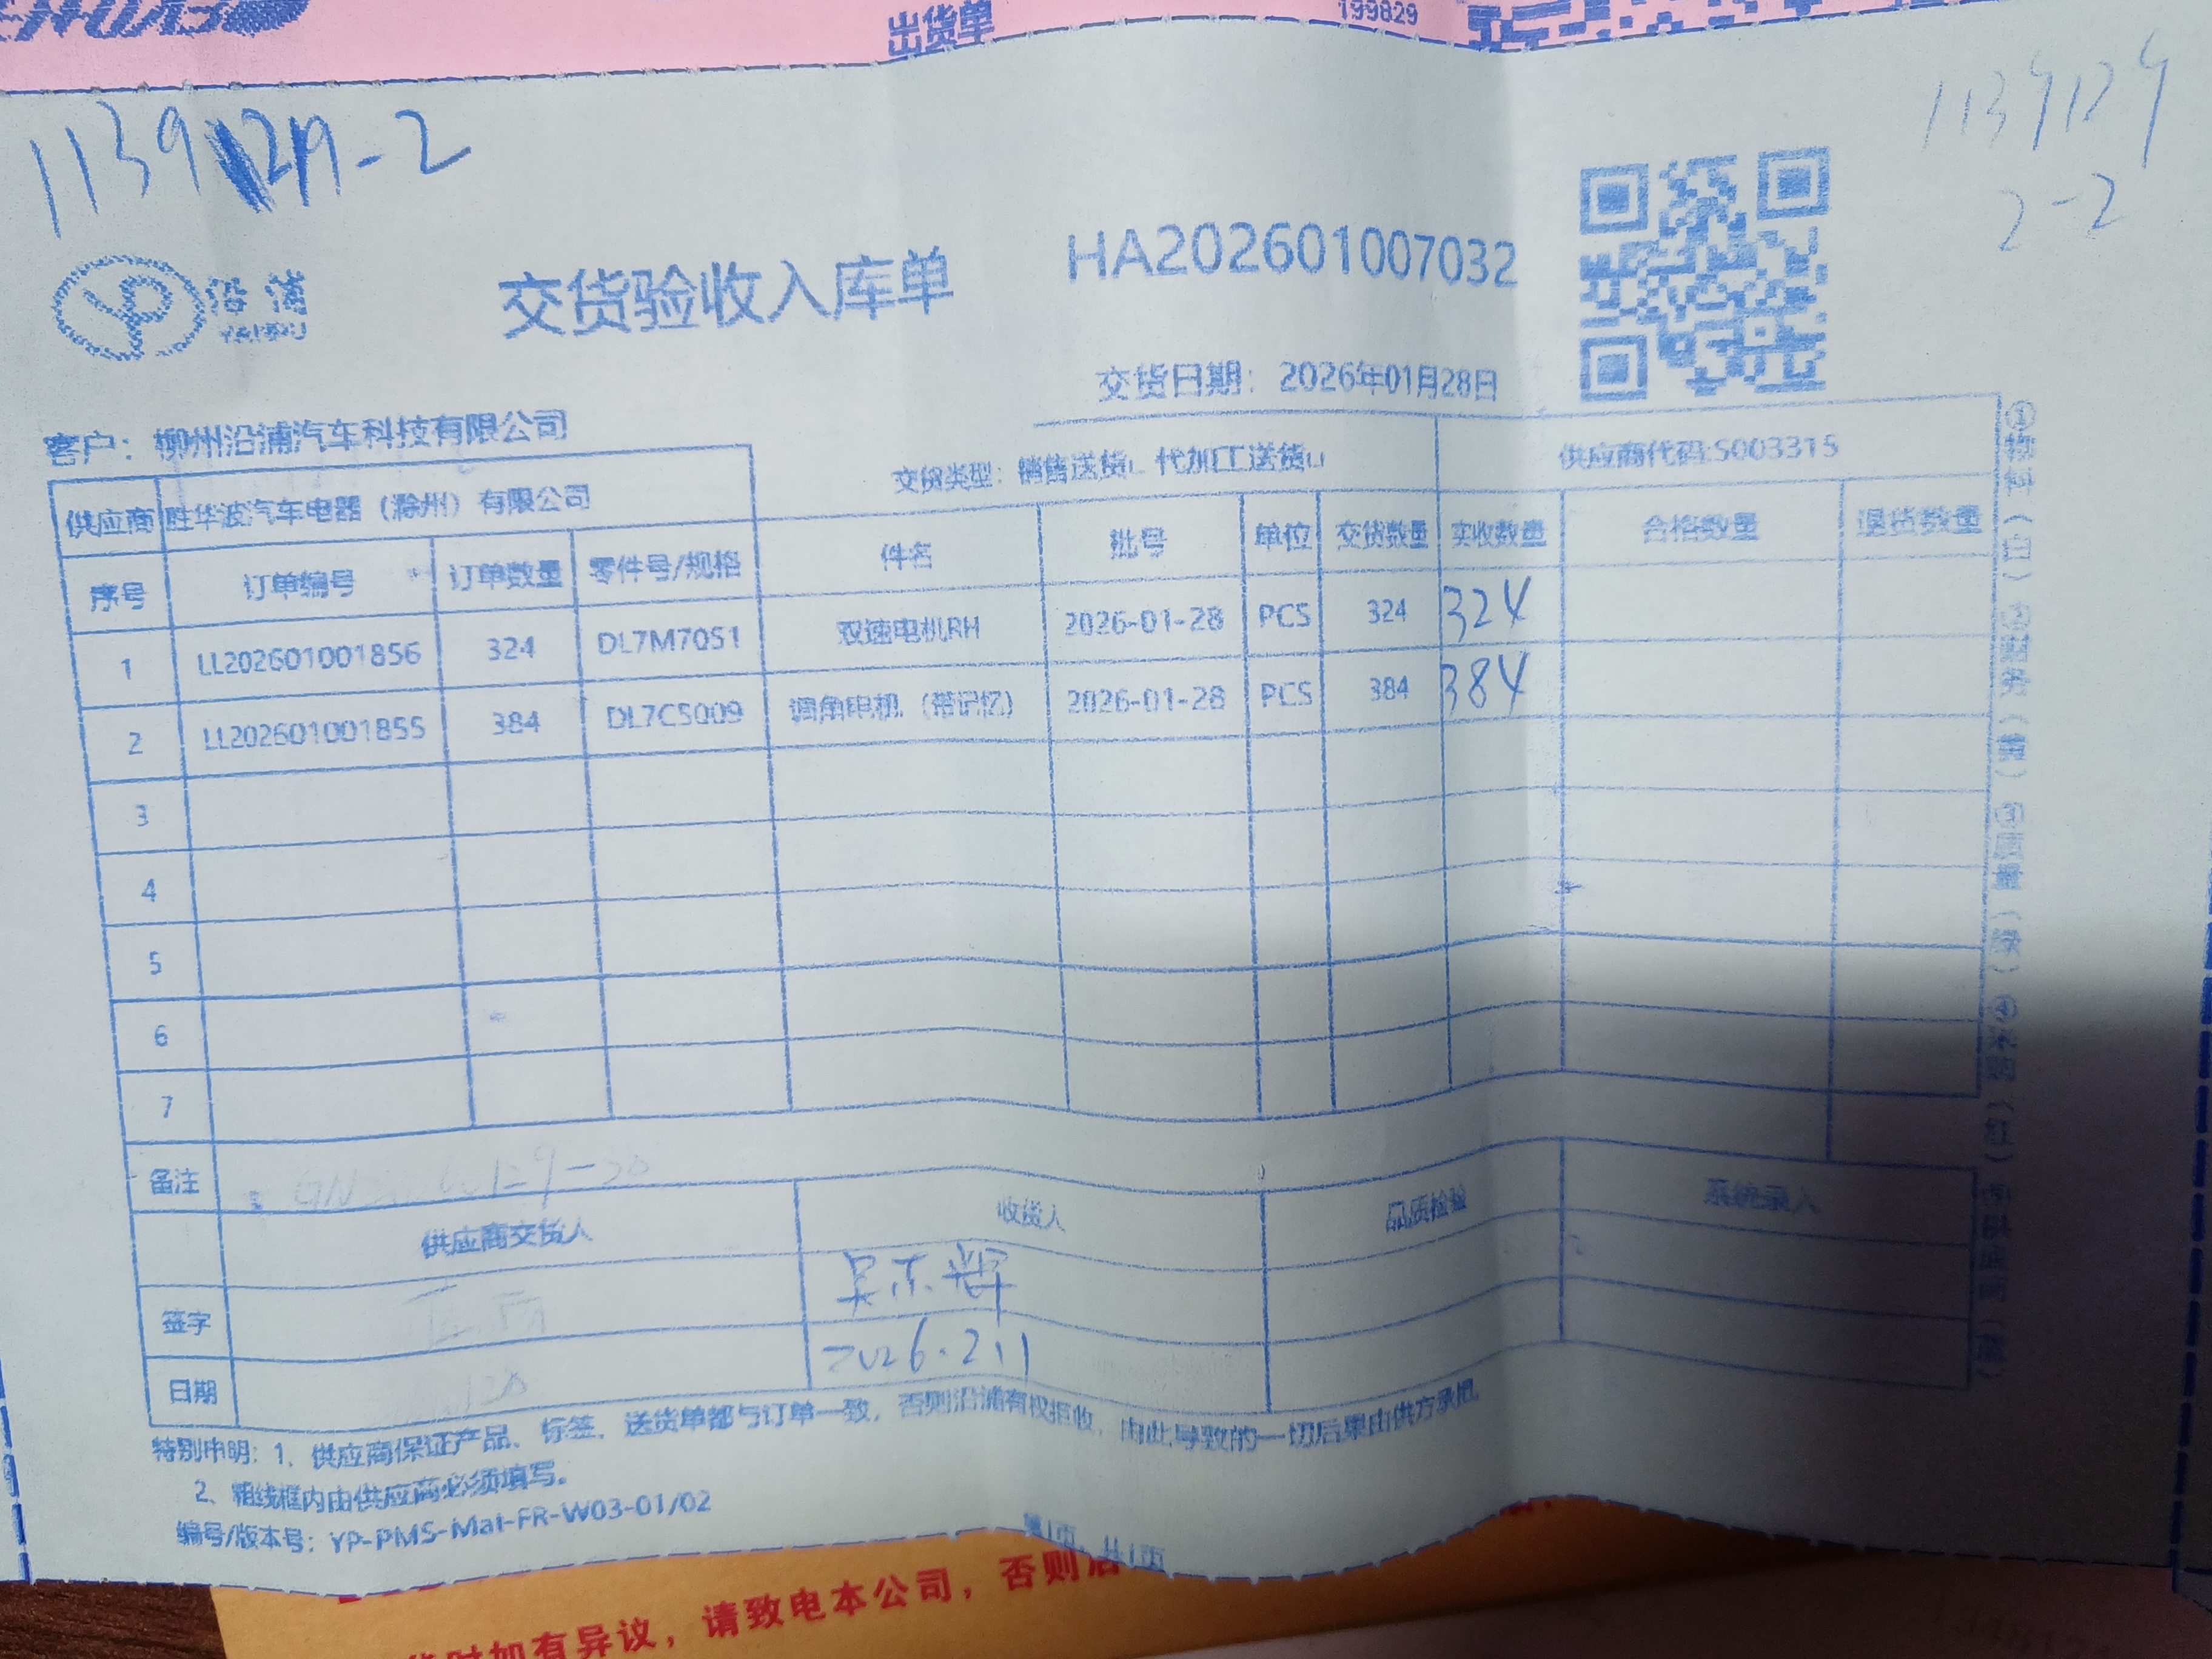 出货单
199829
1139129-2
1139129
2-2
沿浦
交货验收入库单
HA202601007032
交货日期：2026年01月28日
客户：柳州沿浦汽车科技有限公司
交货类型：销售送货 代加工送货
供应商代码:S003315
供应商 胜华波汽车电器（滁州）有限公司
序号 订单编号 订单数量 零件号/规格 件名 批号 单位 交货数量 实收数量 合格数量 退货数量
1 LL202601001856 324 DL7M7051 双速电机RH 2026-01-28 PCS 324 324
2 LL202601001855 384 DL7C5009 调角电机（带记忆） 2026-01-28 PCS 384 384
3
4
5
6
7
备注
供应商交货人 收货人 品质检验 系统录入
签字
日期 2026.2.11
特别申明：1、供应商保证产品、标签、送货单都与订单一致，否则沿浦有权拒收，由此导致的一切后果由供方承担
2、粗线框内由供应商必须填写。
编号/版本号：YP-PMS-Mat-FR-W03-01/02
第1页，共1页
①物料（白）②财务（黄）③质量（绿）④采购（红）⑤供应商（蓝）
如有异议，请致电本公司，否则后